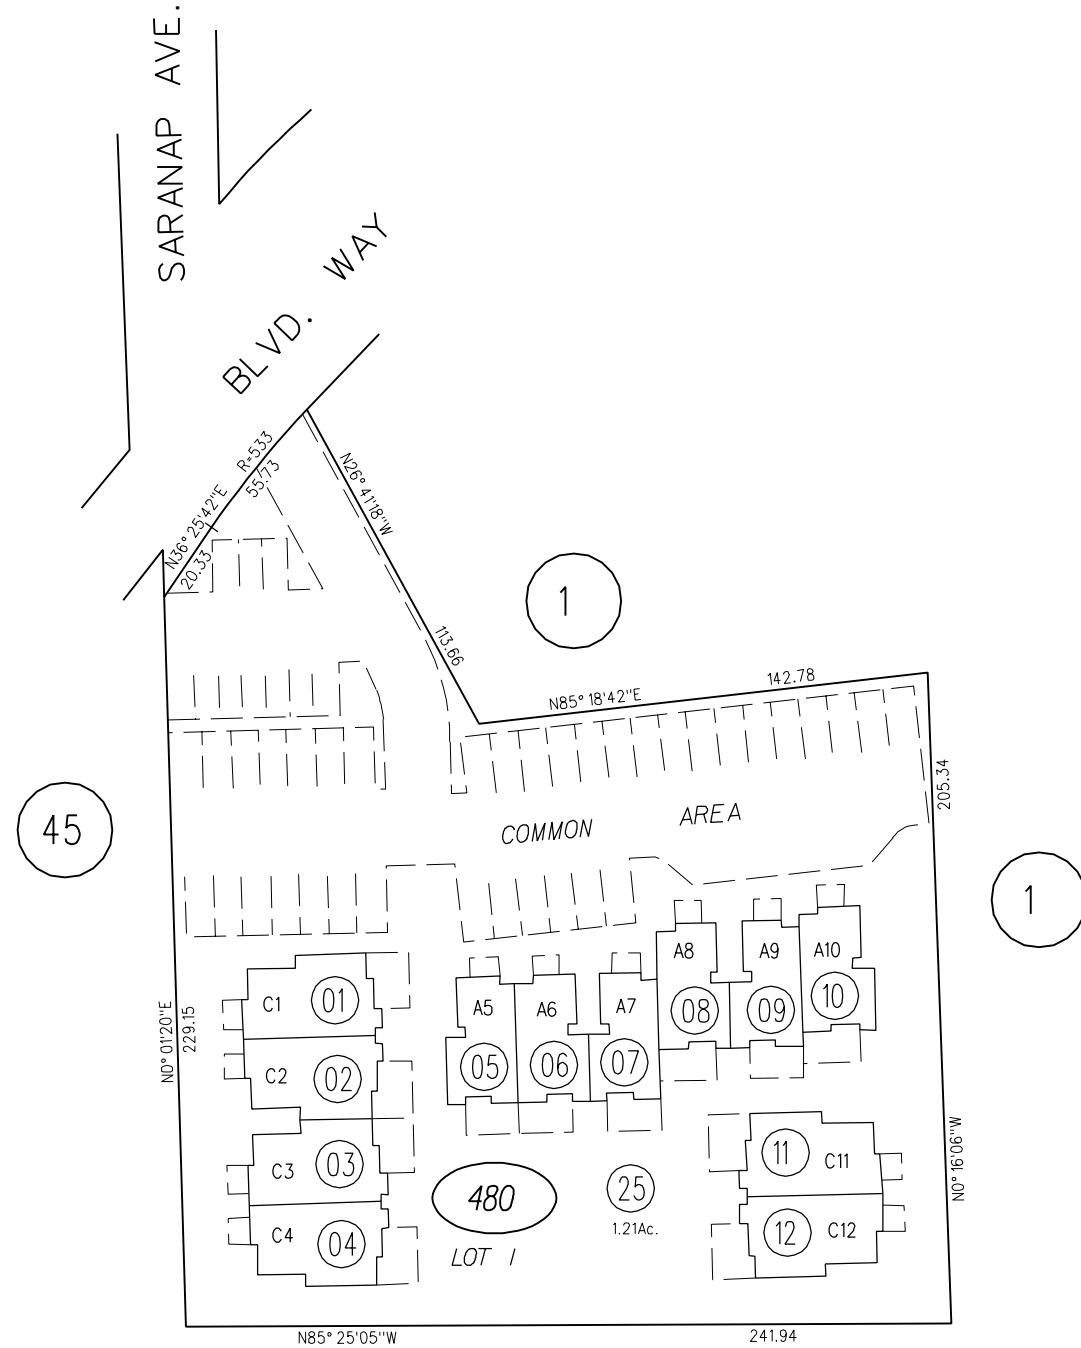 SARANAP AVE.
BLVD. WAY
R=533
55.73
N36° 25'42"E
20.33
N26° 41'18"W
113.66
1
N85° 18'42"E
142.78
205.34
45
COMMON AREA
1
A8
A9
A10
C1
01
A5
A6
A7
08
09
10
N0° 01'20"E
229.15
C2
02
05
06
07
C3
03
11
C11
N0° 16'06"W
480
25
1.21Ac.
C4
04
12
C12
LOT 1
N85° 25'05"W
241.94